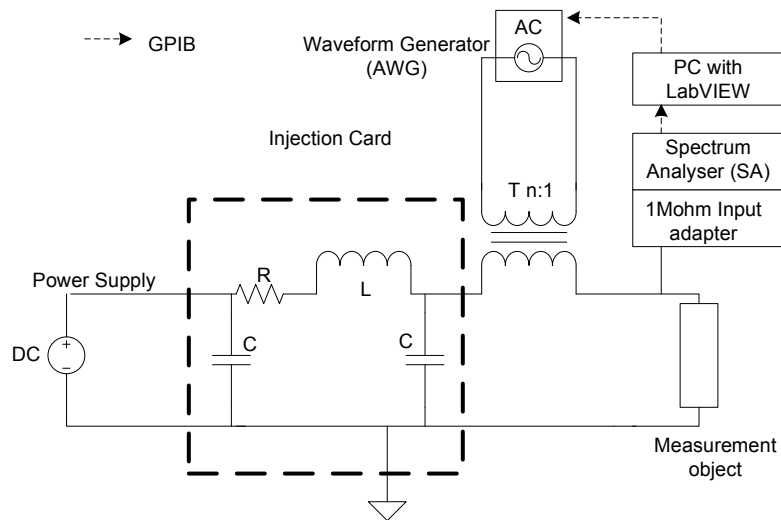 GPIB
AC
Waveform Generator
(AWG)
PC with
LabVIEW
Injection Card
Spectrum
Analyser (SA)
T n:1
1Mohm Input
adapter
Power Supply
R
L
DC
+
−
C
C
Measurement
object